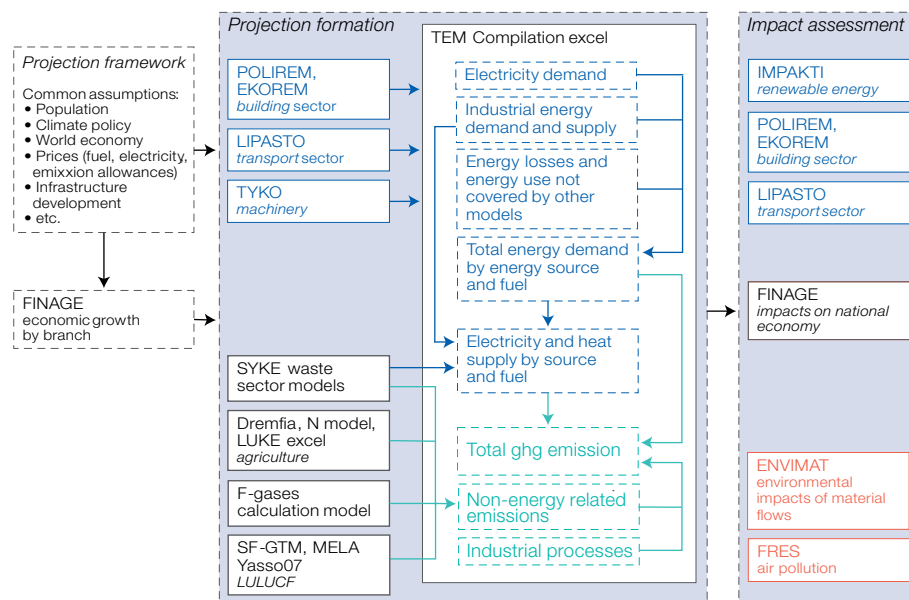 Projection framework
Common assumptions:
• Population
• Climate policy
• World economy
• Prices (fuel, electricity,
emixxion allowances)
• Infrastructure
development
• etc.
FINAGE
economic growth
by branch
Projection formation
POLIREM,
EKOREM
building sector
LIPASTO
transport sector
TYKO
machinery
SYKE waste
sector models
Dremfia, N model,
LUKE excel
agriculture
F-gases
calculation model
SF-GTM, MELA
Yasso07
LULUCF
TEM Compilation excel
Electricity demand
Industrial energy
demand and supply
Energy losses and
energy use not
covered by other
models
Total energy demand
by energy source
and fuel
Electricity and heat
supply by source
and fuel
Total ghg emission
Non-energy related
emissions
Industrial processes
Impact assessment
IMPAKTI
renewable energy
POLIREM,
EKOREM
building sector
LIPASTO
transport sector
FINAGE
impacts on national
economy
ENVIMAT
environmental
impacts of material
flows
FRES
air pollution